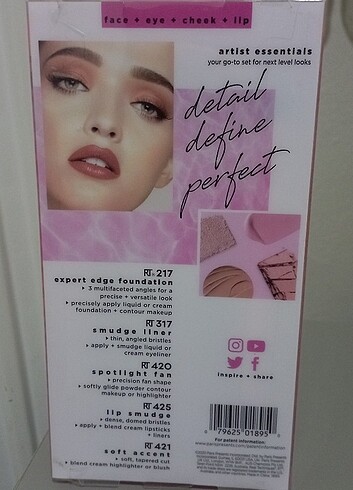 face + eye + cheek + lip
artist essentials
your go-to set for next level looks
detail
define
perfect
RT 217
expert edge foundation
‣ 3 multifaceted angles for a
precise + versatile look
‣ precisely apply liquid or cream
foundation + contour makeup
RT 317
smudge liner
‣ thin, angled bristles
‣ apply + smudge liquid or
cream eyeliner
RT 420
spotlight fan
‣ precision fan shape
‣ softly glide powder contour
makeup or highlighter
RT 425
lip smudge
‣ dense, domed bristles
‣ apply + blend cream lipsticks
+ liners
RT 421
soft accent
‣ soft, tapered cut
‣ blend cream highlighter or blush
inspire + share
79625 01895
For patent information: